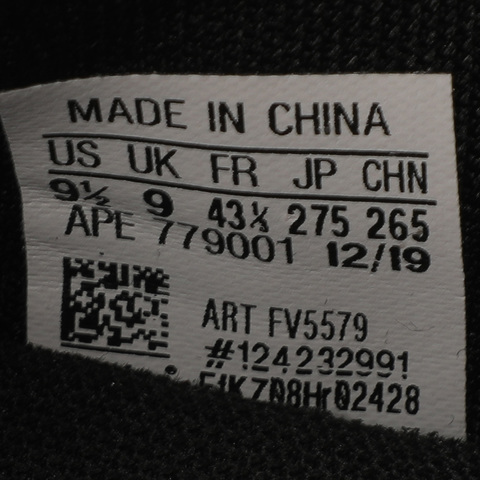 MADE IN CHINA
US UK FR JP CHN
9½ 9 43⅓ 275 265
APE 779001 12/19
ART FV5579
#124232991